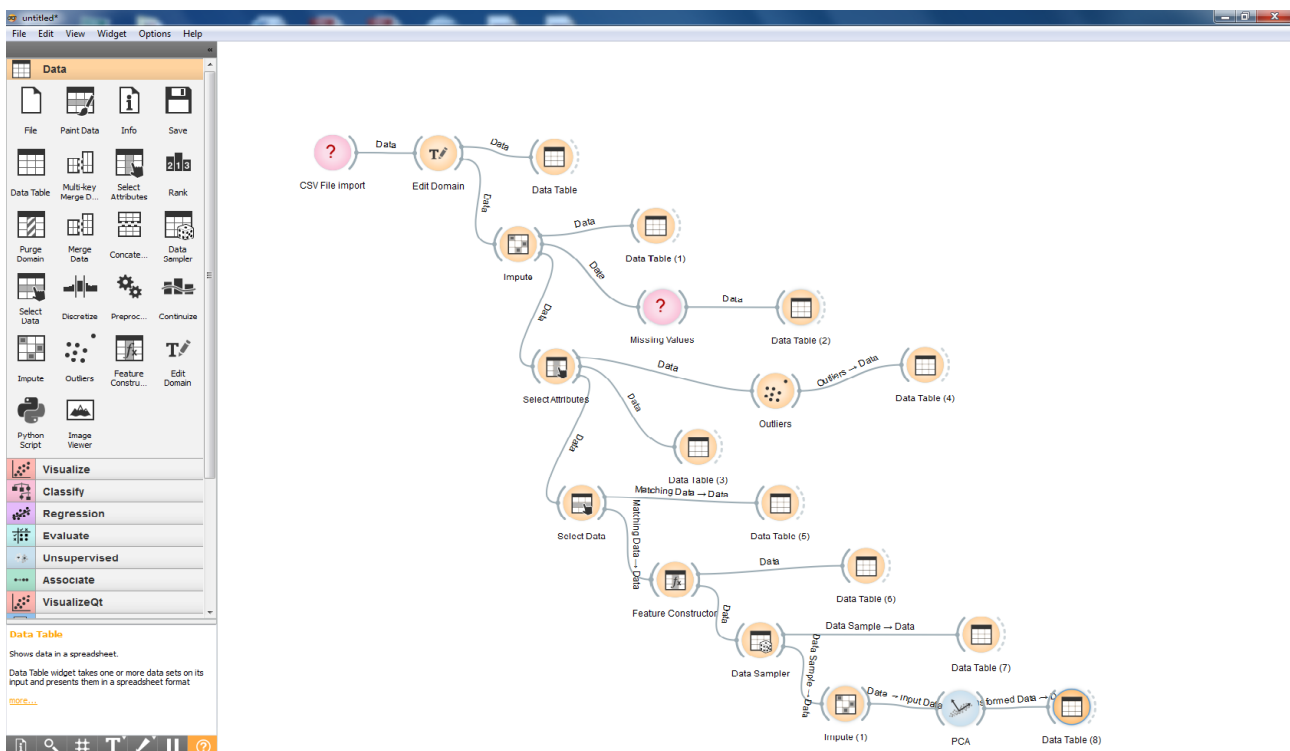 untitled*
File Edit View Widget Options Help
Data
File Paint Data Info Save
Data Table Multi-key Merge D... Select Attributes Rank
Purge Domain Merge Data Concate... Data Sampler
Select Data Discretize Preproc... Continuize
Impute Outliers Feature Constru... Edit Domain
Python Script Image Viewer
Visualize
Classify
Regression
Evaluate
Unsupervised
Associate
VisualizeQt
Data Table
Shows data in a spreadsheet.
Data Table widget takes one or more data sets on its
input and presents them in a spreadsheet format
more...
?
Data
Data
CSV File import
Edit Domain
Data Table
Data
Data
Impute
Data Table (1)
Data
Data
?
Data
Missing Values
Data Table (2)
Data
Select Attributes
Data
Outliers → Data
Outliers
Data Table (4)
Data
Data
Data Table (3)
Matching Data → Data
Select Data
Data Table (5)
Matching Data → Data
Data
Feature Constructor
Data Table (6)
Data
Data Sample → Data
Data Sampler
Data Table (7)
Data Sample → Data
Data → Input Data
Impute (1)
PCA
Data Table (8)